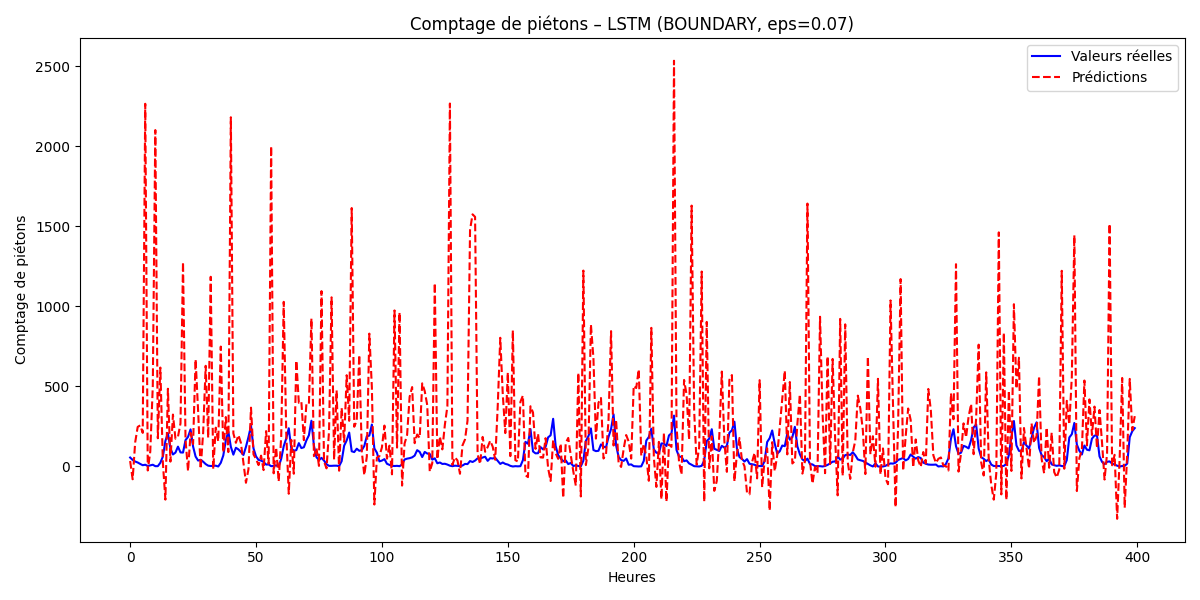 Comptage de piétons – LSTM (BOUNDARY, eps=0.07)
Valeurs réelles
Prédictions
2500
2000
1500
1000
500
0
Comptage de piétons
0 50 100 150 200 250 300 350 400
Heures